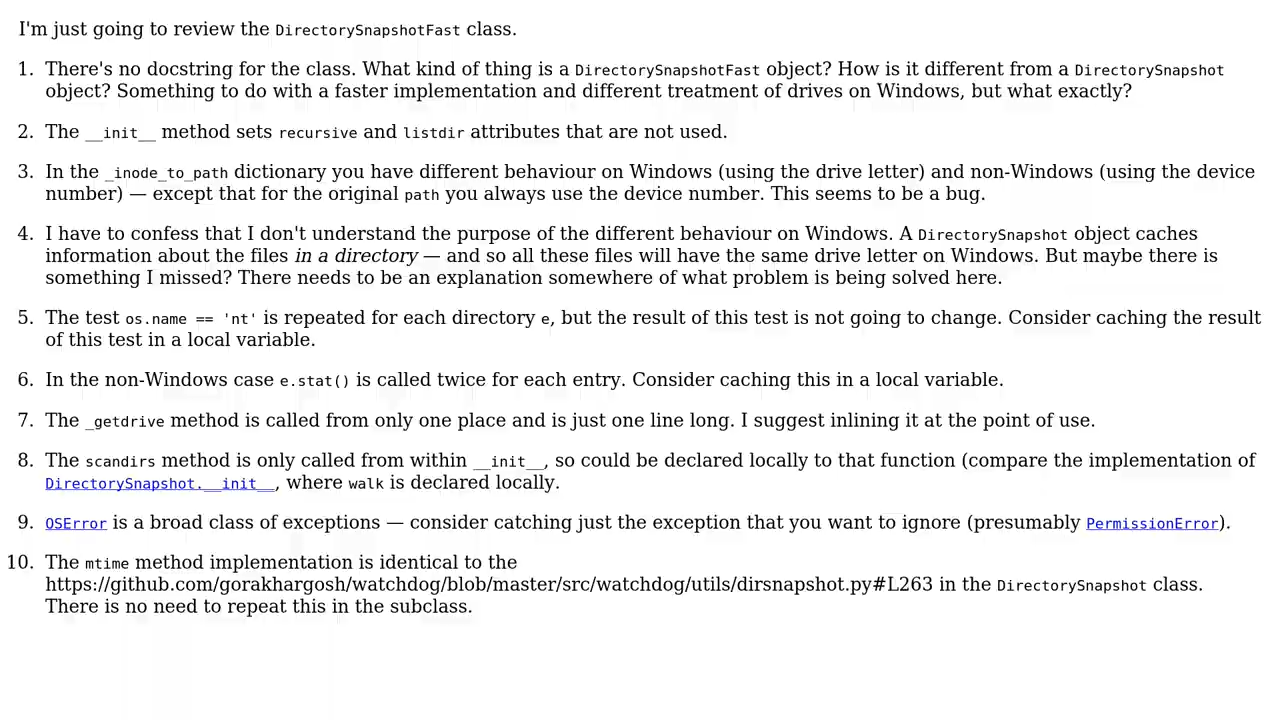 I'm just going to review the DirectorySnapshotFast class.
1. There's no docstring for the class. What kind of thing is a DirectorySnapshotFast object? How is it different from a DirectorySnapshot
object? Something to do with a faster implementation and different treatment of drives on Windows, but what exactly?
2. The __init__ method sets recursive and listdir attributes that are not used.
3. In the _inode_to_path dictionary you have different behaviour on Windows (using the drive letter) and non-Windows (using the device
number) — except that for the original path you always use the device number. This seems to be a bug.
4. I have to confess that I don't understand the purpose of the different behaviour on Windows. A DirectorySnapshot object caches
information about the files in a directory — and so all these files will have the same drive letter on Windows. But maybe there is
something I missed? There needs to be an explanation somewhere of what problem is being solved here.
5. The test os.name == 'nt' is repeated for each directory e, but the result of this test is not going to change. Consider caching the result
of this test in a local variable.
6. In the non-Windows case e.stat() is called twice for each entry. Consider caching this in a local variable.
7. The _getdrive method is called from only one place and is just one line long. I suggest inlining it at the point of use.
8. The scandirs method is only called from within __init__, so could be declared locally to that function (compare the implementation of
DirectorySnapshot.__init__, where walk is declared locally.
9. OSError is a broad class of exceptions — consider catching just the exception that you want to ignore (presumably PermissionError).
10. The mtime method implementation is identical to the
https://github.com/gorakhargosh/watchdog/blob/master/src/watchdog/utils/dirsnapshot.py#L263 in the DirectorySnapshot class.
There is no need to repeat this in the subclass.